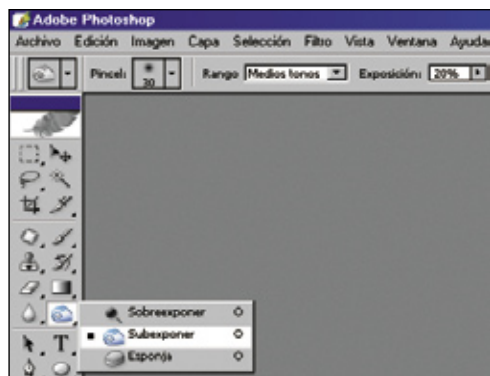 Adobe Photoshop
Archivo Edición Imagen Capa Selección Filtro Vista Ventana Ayuda
Pincel: 30 Rango Medios tonos Exposición: 20%
Sobreexponer O
Subexponer O
Esponja O